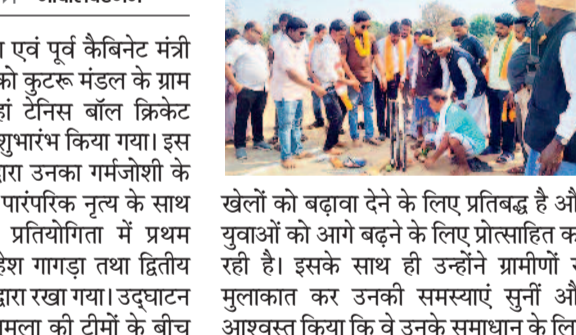 एवं पूर्व कैबिनेट मंत्री
को कुटरू मंडल के ग्राम
टेनिस बॉल क्रिकेट
शुभारंभ किया गया। इस
उनका गर्मजोशी के
पारंपरिक नृत्य के साथ
प्रतियोगिता में प्रथम
गागड़ा तथा द्वितीय
रखा गया। उद्घाटन
की टीमों के बीच
खेलों को बढ़ावा देने के लिए प्रतिबद्ध है
युवाओं को आगे बढ़ने के लिए प्रोत्साहित
रही है। इसके साथ ही उन्होंने ग्रामीणों
मुलाकात कर उनकी समस्याएं सुनीं
आश्वस्त किया कि वे उनके समाधान के